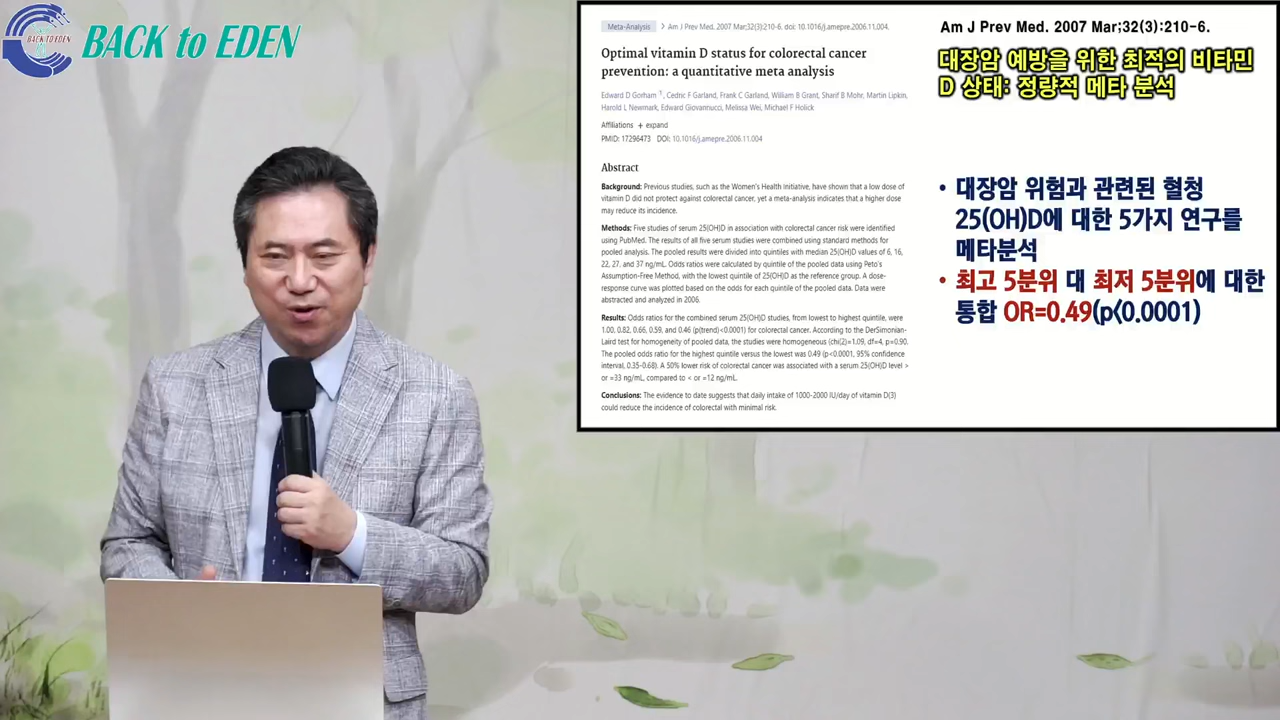 BACK to EDEN
BACK to EDEN
Meta-Analysis > Am J Prev Med. 2007 Mar;32(3):210-6. doi: 10.1016/j.amepre.2006.11.004.
Optimal vitamin D status for colorectal cancer
prevention: a quantitative meta analysis
Edward D Gorham 1, Cedric F Garland, Frank C Garland, William B Grant, Sharif B Mohr, Martin Lipkin,
Harold L Newmark, Edward Giovannucci, Melissa Wei, Michael F Holick
Affiliations + expand
PMID: 17296473 DOI: 10.1016/j.amepre.2006.11.004
Abstract
Background: Previous studies, such as the Women's Health Initiative, have shown that a low dose of
vitamin D did not protect against colorectal cancer, yet a meta-analysis indicates that a higher dose
may reduce its incidence.
Methods: Five studies of serum 25(OH)D in association with colorectal cancer risk were identified
using PubMed. The results of all five serum studies were combined using standard methods for
pooled analysis. The pooled results were divided into quintiles with median 25(OH)D values of 6, 16,
22, 27, and 37 ng/mL. Odds ratios were calculated by quintile of the pooled data using Peto's
Assumption-Free Method, with the lowest quintile of 25(OH)D as the reference group. A dose-
response curve was plotted based on the odds for each quintile of the pooled data. Data were
abstracted and analyzed in 2006.
Results: Odds ratios for the combined serum 25(OH)D studies, from lowest to highest quintile, were
1.00, 0.82, 0.66, 0.59, and 0.46 (p(trend)<0.0001) for colorectal cancer. According to the DerSimonian-
Laird test for homogeneity of pooled data, the studies were homogeneous (chi(2)=1.09, df=4, p=0.90.
The pooled odds ratio for the highest quintile versus the lowest was 0.49 (p<0.0001, 95% confidence
interval, 0.35-0.68). A 50% lower risk of colorectal cancer was associated with a serum 25(OH)D level >
or =33 ng/mL, compared to < or =12 ng/mL.
Conclusions: The evidence to date suggests that daily intake of 1000-2000 IU/day of vitamin D(3)
could reduce the incidence of colorectal with minimal risk.
Am J Prev Med. 2007 Mar;32(3):210-6.
대장암 예방을 위한 최적의 비타민
D 상태: 정량적 메타 분석
• 대장암 위험과 관련된 혈청
25(OH)D에 대한 5가지 연구를
메타분석
• 최고 5분위 대 최저 5분위에 대한
통합 OR=0.49(p<0.0001)